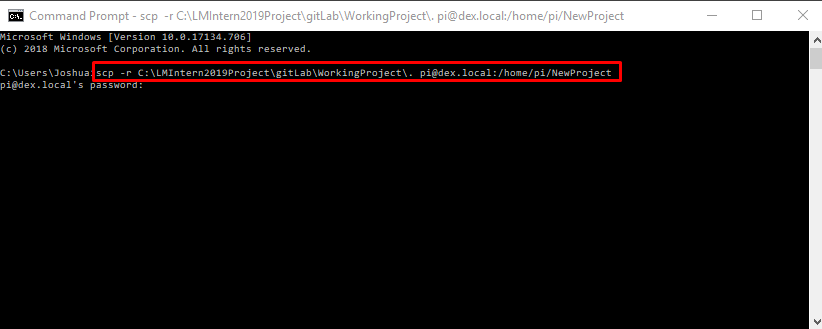 Command Prompt - scp -r C:\LMIntern2019Project\gitLab\WorkingProject\. pi@dex.local:/home/pi/NewProject
Microsoft Windows [Version 10.0.17134.706]
(c) 2018 Microsoft Corporation. All rights reserved.
C:\Users\Joshua>scp -r C:\LMIntern2019Project\gitLab\WorkingProject\. pi@dex.local:/home/pi/NewProject
pi@dex.local's password: